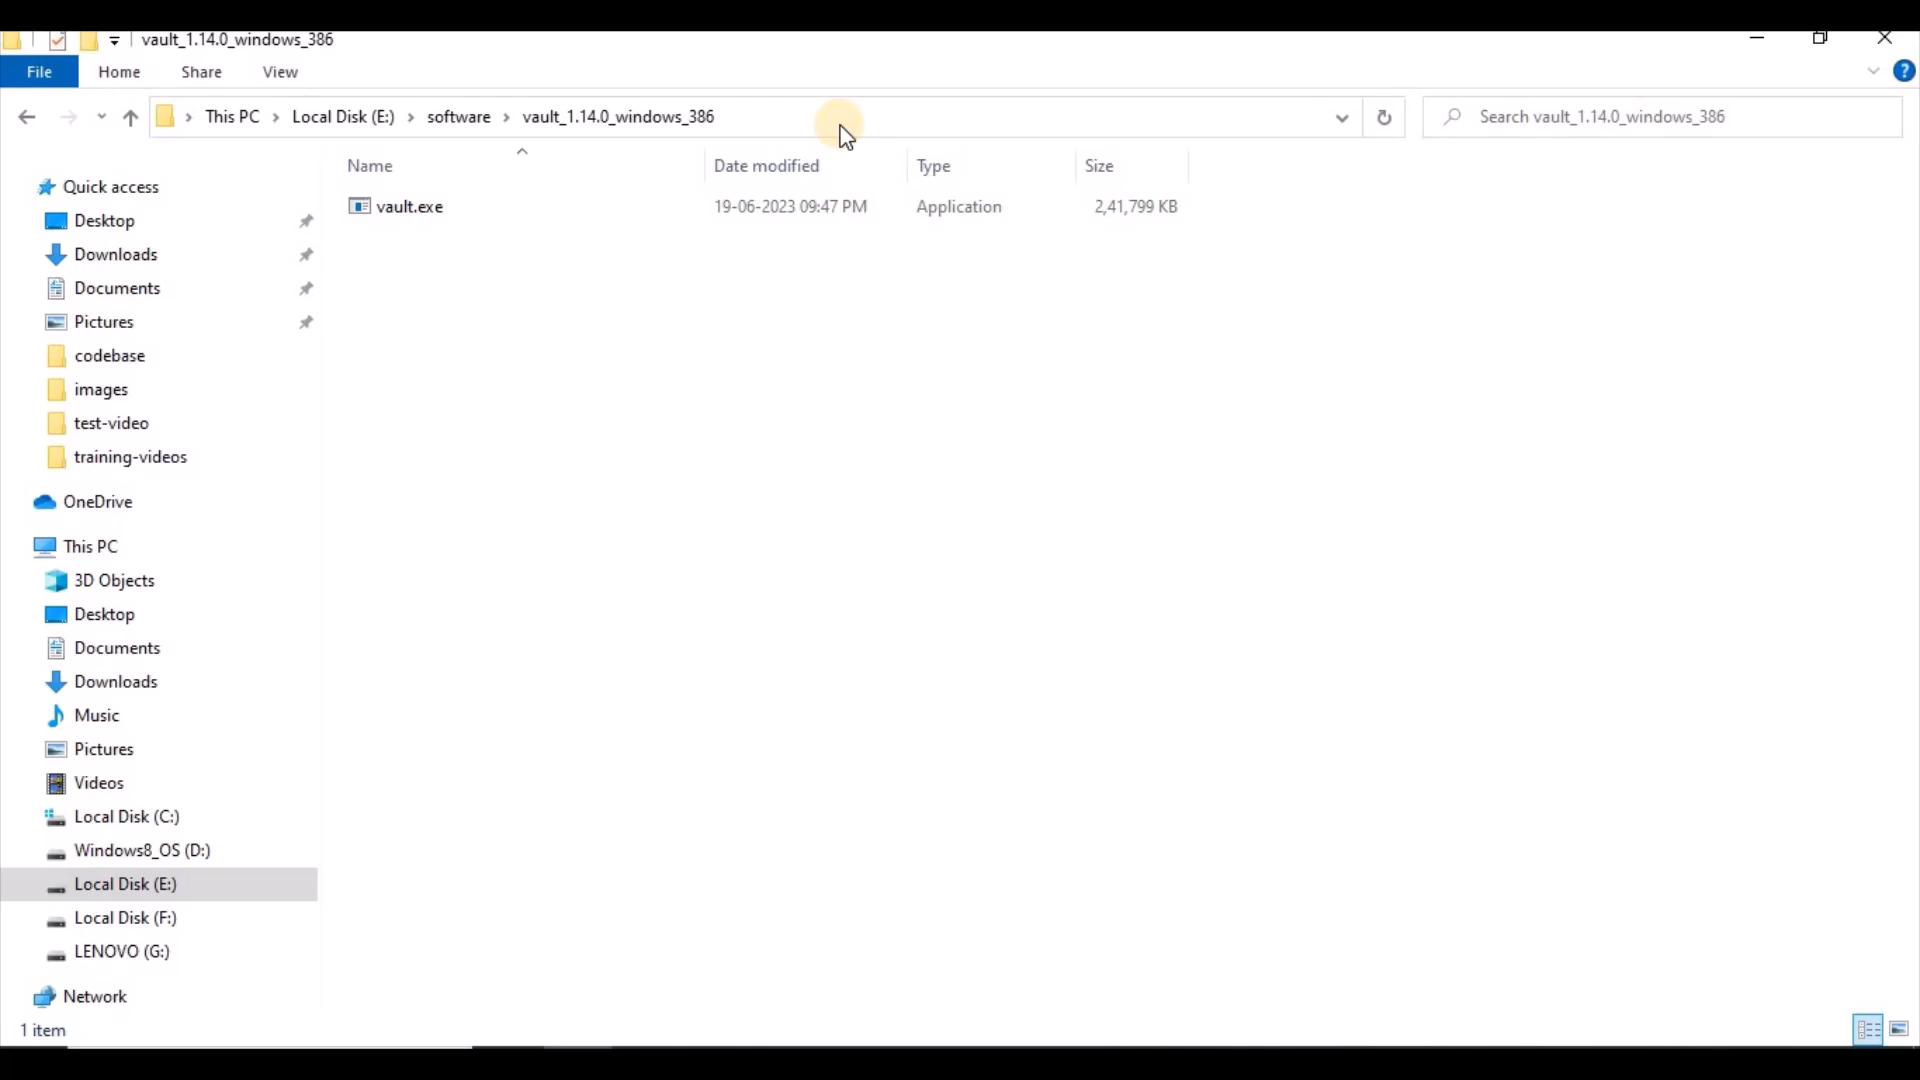 vault_1.14.0_windows_386
File Home Share View
This PC Local Disk (E:) software vault_1.14.0_windows_386 Search vault_1.14.0_windows_386
Name Date modified Type Size
vault.exe 19-06-2023 09:47 PM Application 2,41,799 KB
Quick access
Desktop
Downloads
Documents
Pictures
codebase
images
test-video
training-videos
OneDrive
This PC
3D Objects
Desktop
Documents
Downloads
Music
Pictures
Videos
Local Disk (C:)
Windows8_OS (D:)
Local Disk (E:)
Local Disk (F:)
LENOVO (G:)
Network
1 item